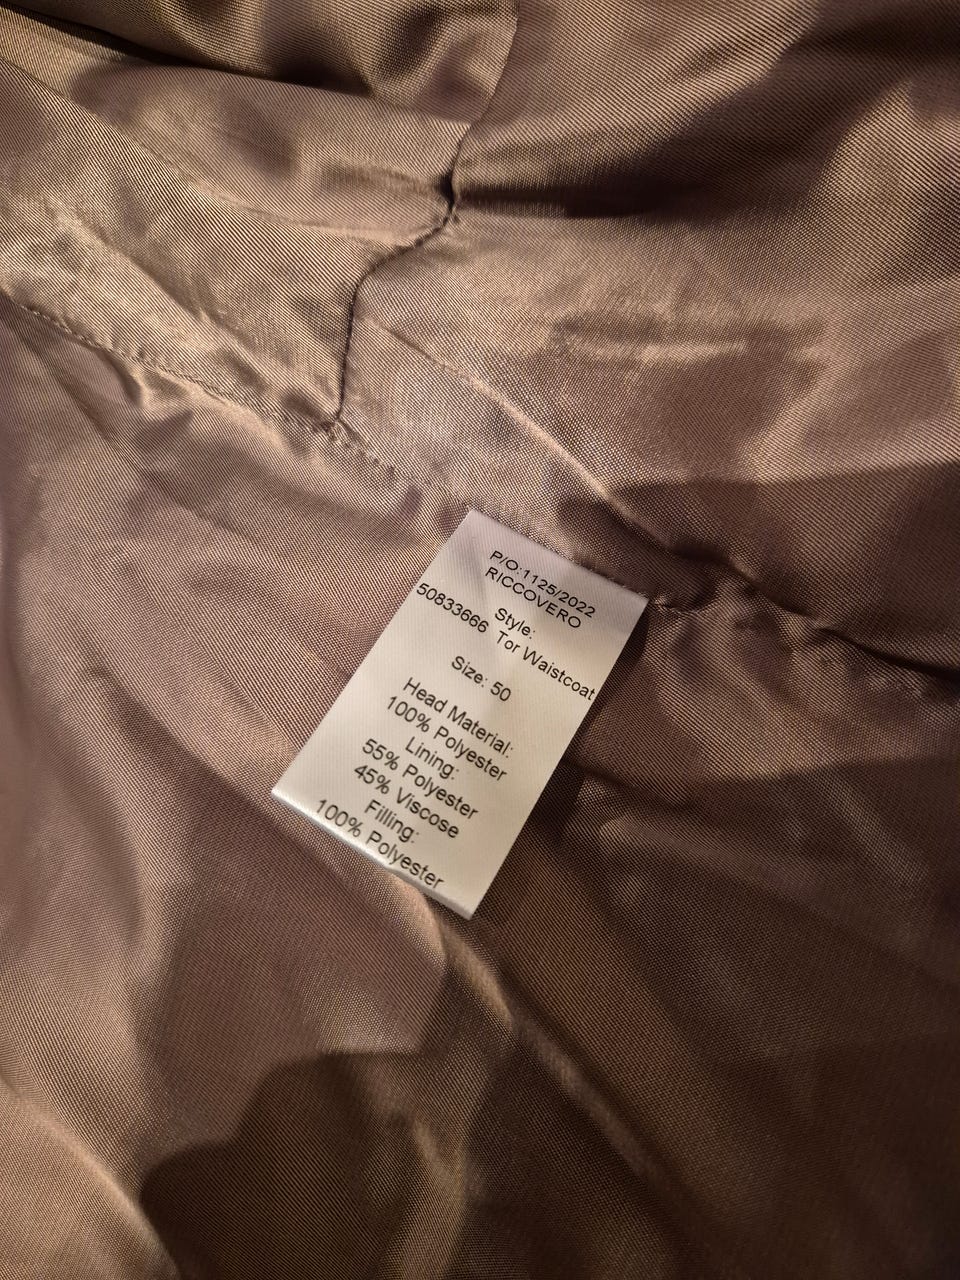 P/O:1125/2022
RICCOVERO
Style:
50833666 Tor Waistcoat
Size: 50
Head Material:
100% Polyester
Lining:
55% Polyester
45% Viscose
Filling:
100% Polyester